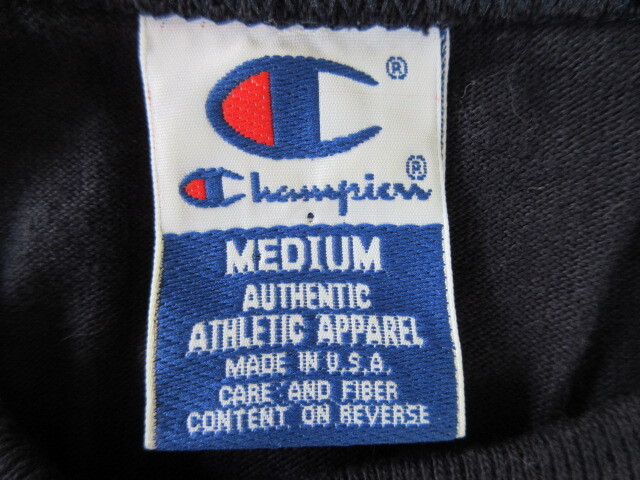 C®
Champion®
MEDIUM
AUTHENTIC
ATHLETIC APPAREL
MADE IN U.S.A.
CARE AND FIBER
CONTENT ON REVERSE